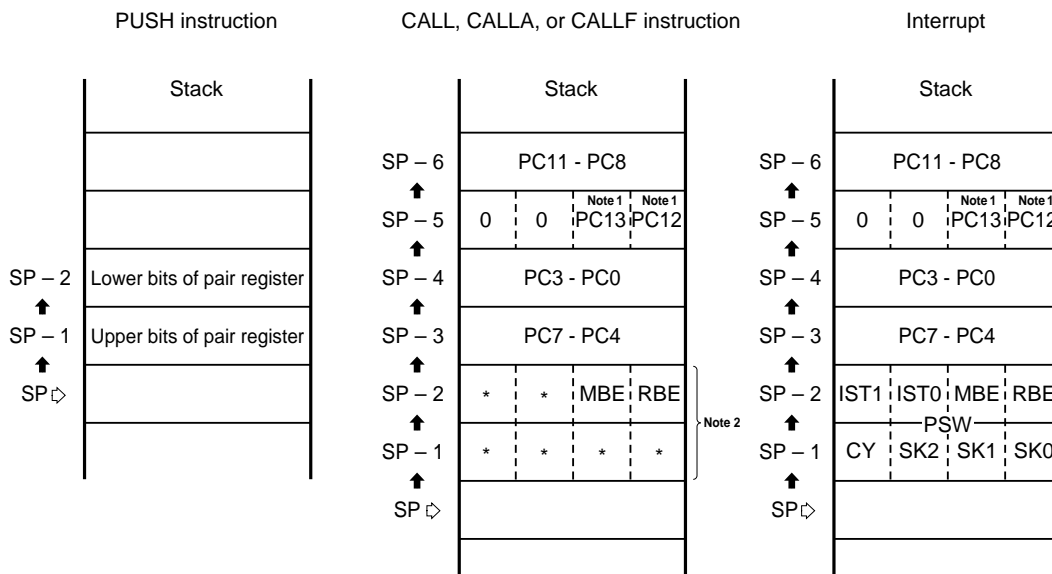 PUSH instruction
Stack
SP – 2 Lower bits of pair register
SP – 1 Upper bits of pair register
SP
CALL, CALLA, or CALLF instruction
Stack
SP – 6 PC11 - PC8
Note 1 Note 1
SP – 5 0 0 PC13 PC12
SP – 4 PC3 - PC0
SP – 3 PC7 - PC4
SP – 2 * * MBE RBE
Note 2
SP – 1 * * * *
SP
Interrupt
Stack
SP – 6 PC11 - PC8
Note 1 Note 1
SP – 5 0 0 PC13 PC12
SP – 4 PC3 - PC0
SP – 3 PC7 - PC4
SP – 2 IST1 IST0 MBE RBE
PSW
SP – 1 CY SK2 SK1 SK0
SP